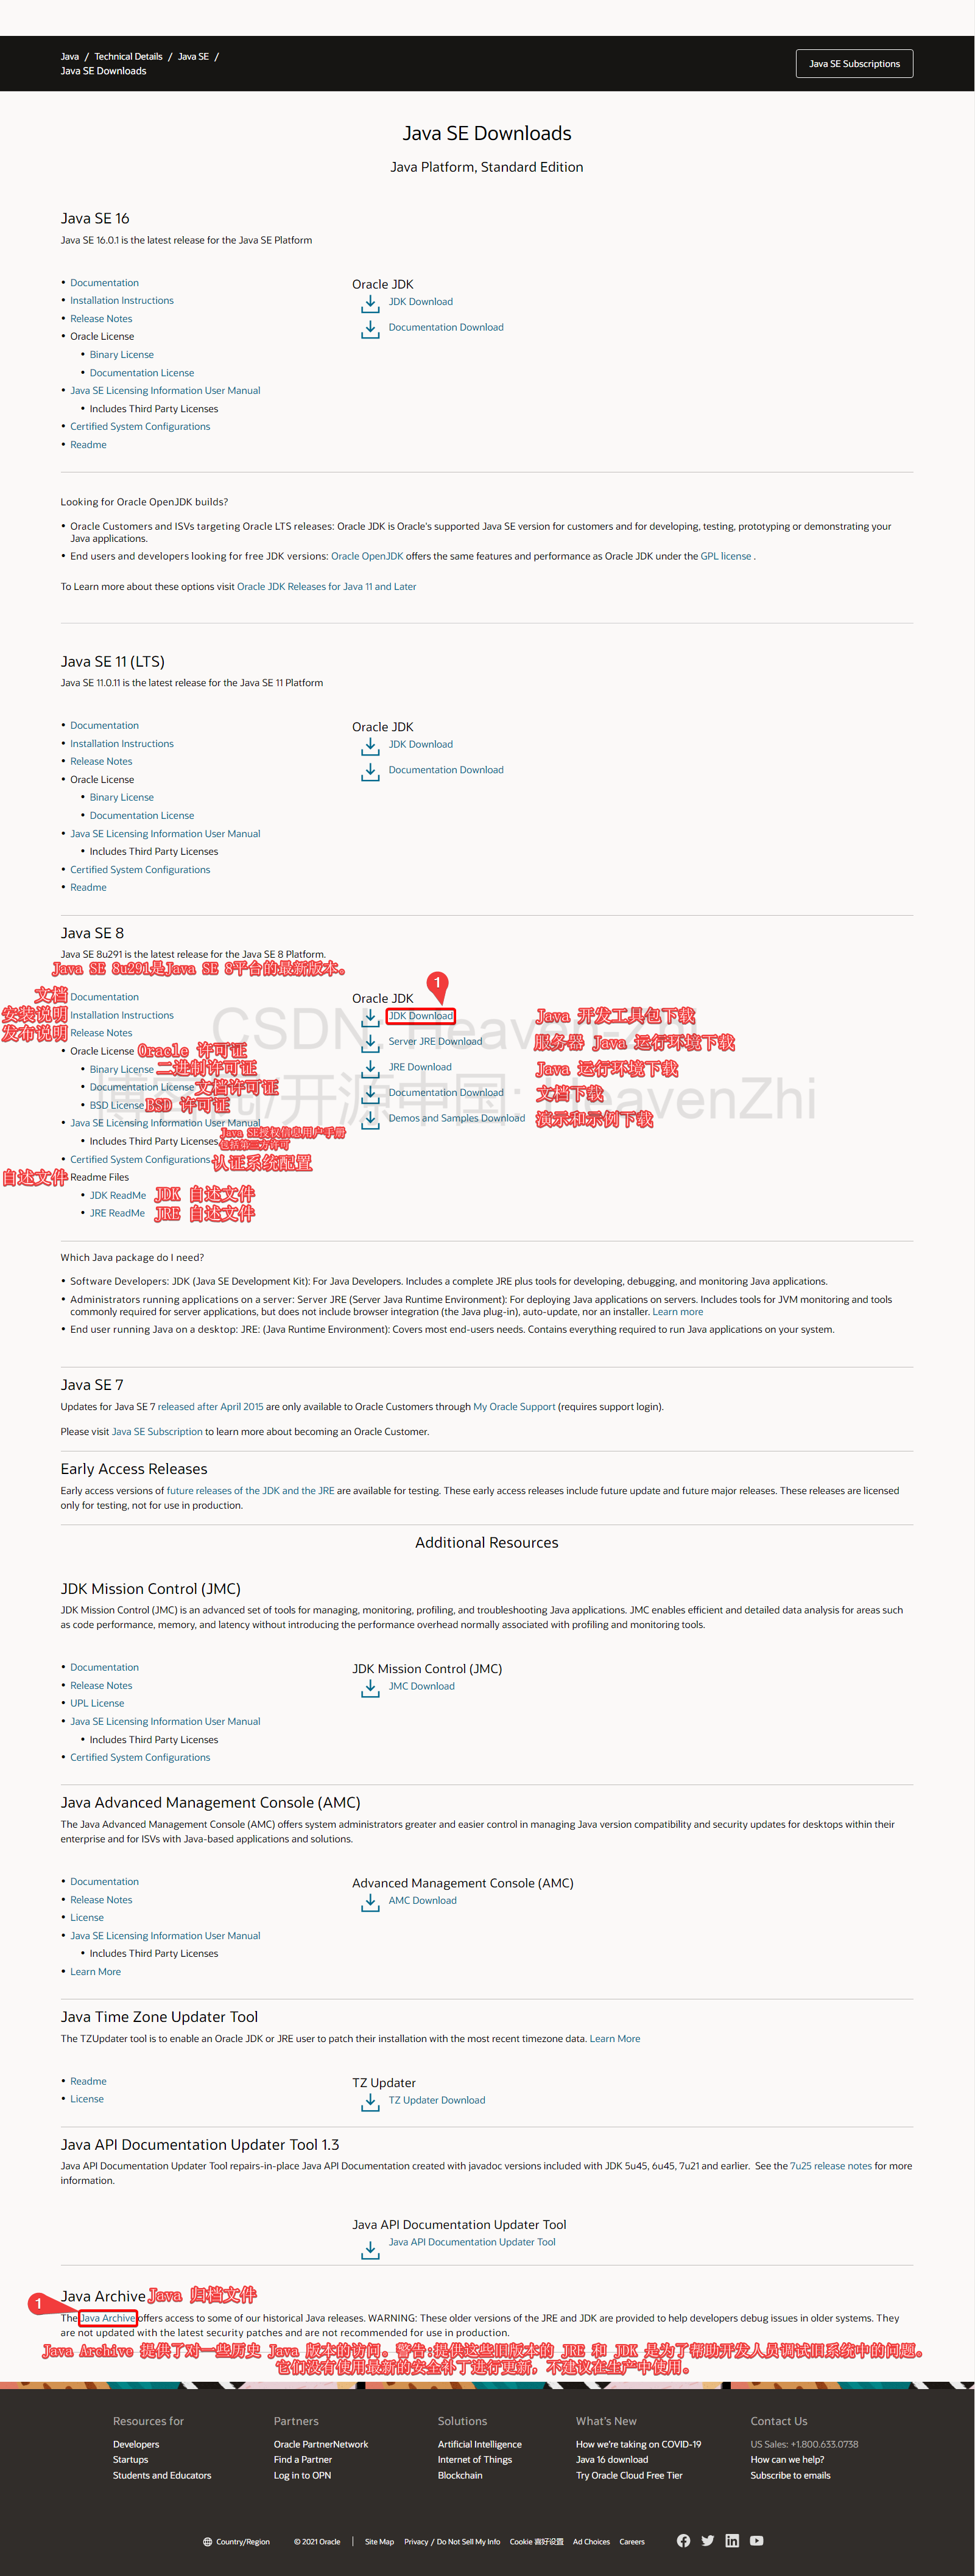 Java / Technical Details / Java SE /
Java SE Downloads
Java SE Subscriptions
Java SE Downloads
Java Platform, Standard Edition
Java SE 16
Java SE 16.0.1 is the latest release for the Java SE Platform
• Documentation
• Installation Instructions
• Release Notes
• Oracle License
• Binary License
• Documentation License
• Java SE Licensing Information User Manual
• Includes Third Party Licenses
• Certified System Configurations
• Readme
Oracle JDK
JDK Download
Documentation Download
Looking for Oracle OpenJDK builds?
• Oracle Customers and ISVs targeting Oracle LTS releases: Oracle JDK is Oracle's supported Java SE version for customers and for developing, testing, prototyping or demonstrating your
Java applications.
• End users and developers looking for free JDK versions: Oracle OpenJDK offers the same features and performance as Oracle JDK under the GPL license .
To Learn more about these options visit Oracle JDK Releases for Java 11 and Later
Java SE 11 (LTS)
Java SE 11.0.11 is the latest release for the Java SE 11 Platform
• Documentation
• Installation Instructions
• Release Notes
• Oracle License
• Binary License
• Documentation License
• Java SE Licensing Information User Manual
• Includes Third Party Licenses
• Certified System Configurations
• Readme
Oracle JDK
JDK Download
Documentation Download
Java SE 8
Java SE 8u291 is the latest release for the Java SE 8 Platform.
Java SE 8u291是Java SE 8平台的最新版本。
文档 • Documentation
安装说明 • Installation Instructions
发布说明 • Release Notes
• Oracle License Oracle 许可证
• Binary License 二进制许可证
• Documentation License 文档许可证
• BSD License BSD 许可证
• Java SE Licensing Information User Manual
Java SE授权信息用户手册
• Includes Third Party Licenses 包括第三方许可
• Certified System Configurations 认证系统配置
自述文件 Readme Files
• JDK ReadMe JDK 自述文件
• JRE ReadMe JRE 自述文件
Oracle JDK
1
JDK Download Java 开发工具包下载
Server JRE Download 服务器 Java 运行环境下载
JRE Download Java 运行环境下载
Documentation Download 文档下载
Demos and Samples Download 演示和示例下载
CSDN: HeavenZhi
开源中国: HeavenZhi
Which Java package do I need?
• Software Developers: JDK (Java SE Development Kit): For Java Developers. Includes a complete JRE plus tools for developing, debugging, and monitoring Java applications.
• Administrators running applications on a server: Server JRE (Server Java Runtime Environment): For deploying Java applications on servers. Includes tools for JVM monitoring and tools
commonly required for server applications, but does not include browser integration (the Java plug-in), auto-update, nor an installer. Learn more
• End user running Java on a desktop: JRE: (Java Runtime Environment): Covers most end-users needs. Contains everything required to run Java applications on your system.
Java SE 7
Updates for Java SE 7 released after April 2015 are only available to Oracle Customers through My Oracle Support (requires support login).
Please visit Java SE Subscription to learn more about becoming an Oracle Customer.
Early Access Releases
Early access versions of future releases of the JDK and the JRE are available for testing. These early access releases include future update and future major releases. These releases are licensed
only for testing, not for use in production.
Additional Resources
JDK Mission Control (JMC)
JDK Mission Control (JMC) is an advanced set of tools for managing, monitoring, profiling, and troubleshooting Java applications. JMC enables efficient and detailed data analysis for areas such
as code performance, memory, and latency without introducing the performance overhead normally associated with profiling and monitoring tools.
• Documentation
• Release Notes
• UPL License
• Java SE Licensing Information User Manual
• Includes Third Party Licenses
• Certified System Configurations
JDK Mission Control (JMC)
JMC Download
Java Advanced Management Console (AMC)
The Java Advanced Management Console (AMC) offers system administrators greater and easier control in managing Java version compatibility and security updates for desktops within their
enterprise and for ISVs with Java-based applications and solutions.
• Documentation
• Release Notes
• License
• Java SE Licensing Information User Manual
• Includes Third Party Licenses
• Learn More
Advanced Management Console (AMC)
AMC Download
Java Time Zone Updater Tool
The TZUpdater tool is to enable an Oracle JDK or JRE user to patch their installation with the most recent timezone data. Learn More
• Readme
• License
TZ Updater
TZ Updater Download
Java API Documentation Updater Tool 1.3
Java API Documentation Updater Tool repairs-in-place Java API Documentation created with javadoc versions included with JDK 5u45, 6u45, 7u21 and earlier. See the 7u25 release notes for more
information.
Java API Documentation Updater Tool
Java API Documentation Updater Tool
Java Archive Java 归档文件
1
The Java Archive offers access to some of our historical Java releases. WARNING: These older versions of the JRE and JDK are provided to help developers debug issues in older systems. They
are not updated with the latest security patches and are not recommended for use in production.
Java Archive 提供了对一些历史 Java 版本的访问。警告:提供这些旧版本的 JRE 和 JDK 是为了帮助开发人员调试旧系统中的问题。
它们没有使用最新的安全补丁进行更新，不建议在生产中使用。
Resources for
Developers
Startups
Students and Educators
Partners
Oracle PartnerNetwork
Find a Partner
Log in to OPN
Solutions
Artificial Intelligence
Internet of Things
Blockchain
What's New
How we're taking on COVID-19
Java 16 download
Try Oracle Cloud Free Tier
Contact Us
US Sales: +1.800.633.0738
How can we help?
Subscribe to emails
Country/Region © 2021 Oracle | Site Map Privacy / Do Not Sell My Info Cookie 喜好设置 Ad Choices Careers